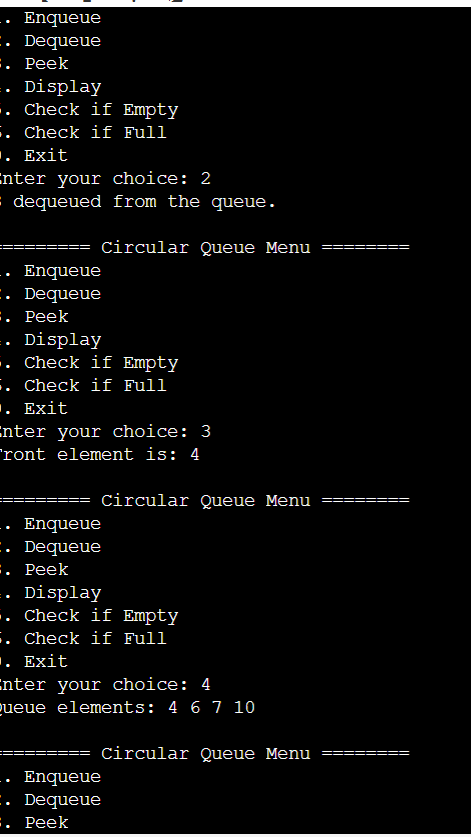 . Enqueue
. Dequeue
. Peek
. Display
. Check if Empty
. Check if Full
. Exit
nter your choice: 2
dequeued from the queue.
========= Circular Queue Menu ========
. Enqueue
. Dequeue
. Peek
. Display
. Check if Empty
. Check if Full
. Exit
nter your choice: 3
ront element is: 4
========= Circular Queue Menu ========
. Enqueue
. Dequeue
. Peek
. Display
. Check if Empty
. Check if Full
. Exit
nter your choice: 4
ueue elements: 4 6 7 10
========= Circular Queue Menu ========
. Enqueue
. Dequeue
. Peek